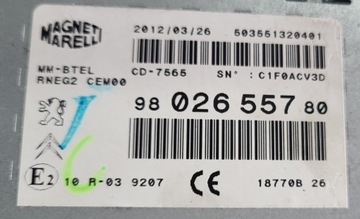 MAGNETI MARELLI
2012/03/26 503551320401
MM-BTEL CD-7565 SN° : C1F0ACV3D
RNEG2 CEM00
98 026 557 80
E2 10 R-03 9207 CE 18770B 26